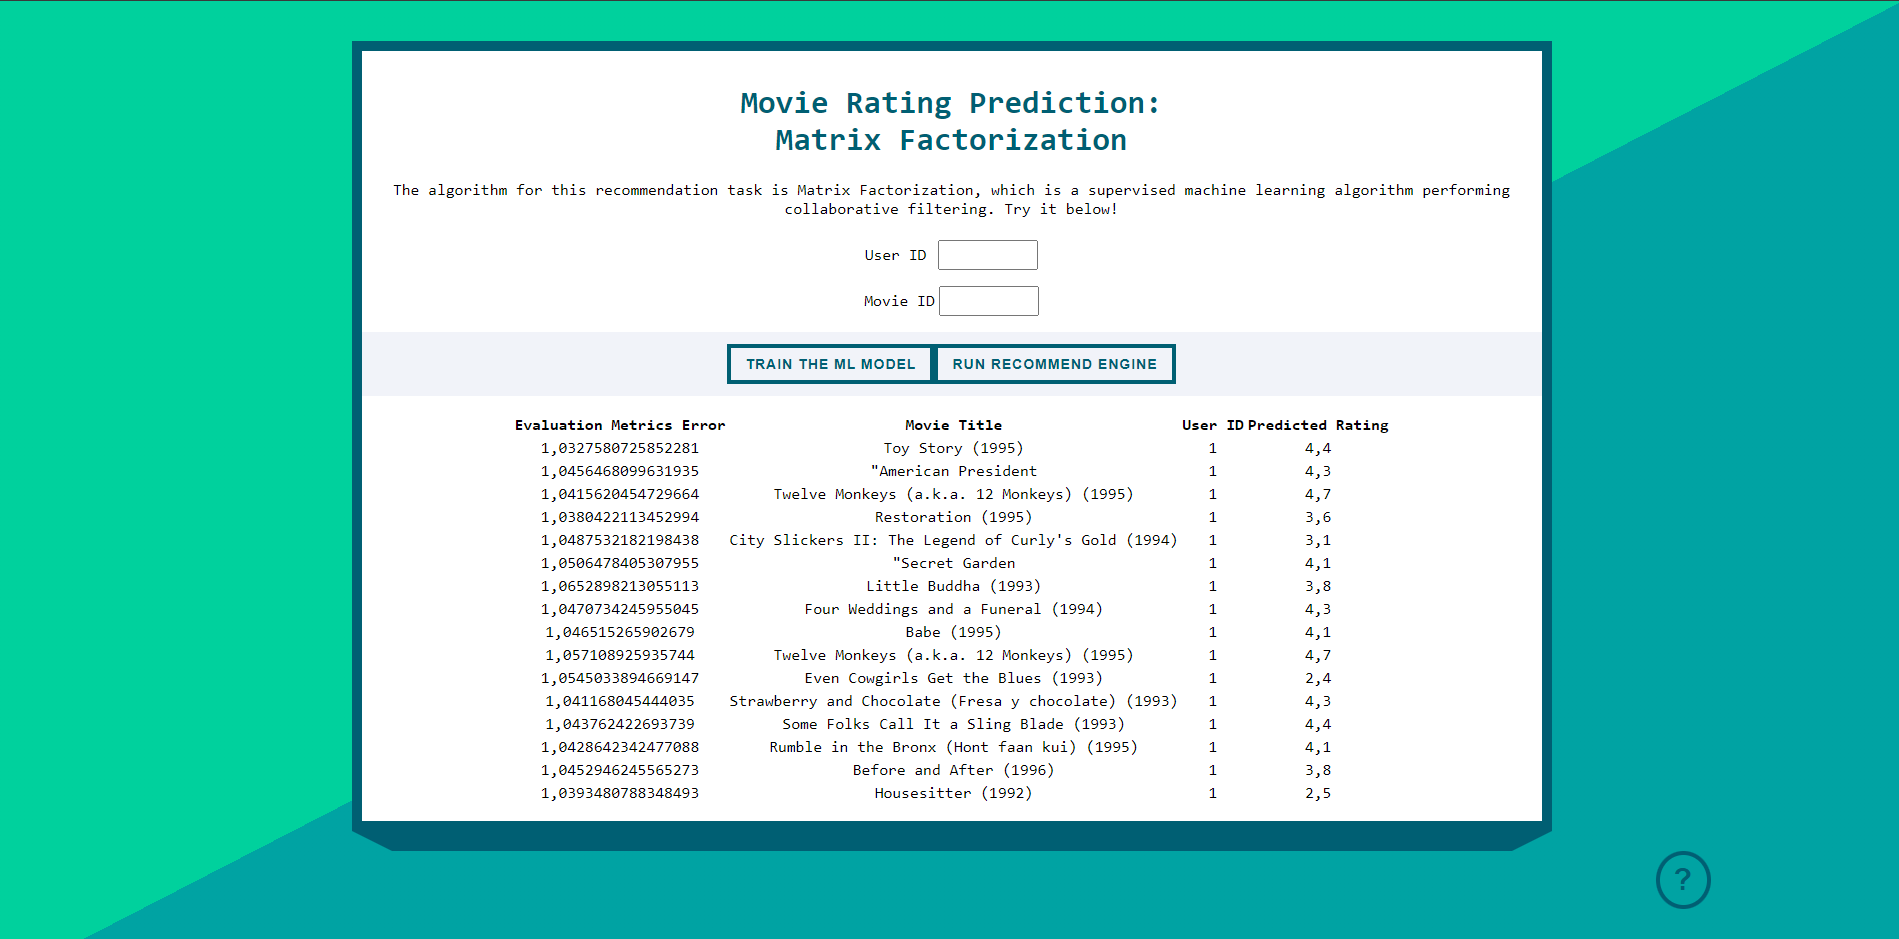 Movie Rating Prediction:
Matrix Factorization
The algorithm for this recommendation task is Matrix Factorization, which is a supervised machine learning algorithm performing
collaborative filtering. Try it below!
User ID
Movie ID
TRAIN THE ML MODEL RUN RECOMMEND ENGINE
Evaluation Metrics Error Movie Title User ID Predicted Rating
1,0327580725852281 Toy Story (1995) 1 4,4
1,0456468099631935 "American President 1 4,3
1,0415620454729664 Twelve Monkeys (a.k.a. 12 Monkeys) (1995) 1 4,7
1,0380422113452994 Restoration (1995) 1 3,6
1,0487532182198438 City Slickers II: The Legend of Curly's Gold (1994) 1 3,1
1,0506478405307955 "Secret Garden 1 4,1
1,0652898213055113 Little Buddha (1993) 1 3,8
1,0470734245955045 Four Weddings and a Funeral (1994) 1 4,3
1,046515265902679 Babe (1995) 1 4,1
1,057108925935744 Twelve Monkeys (a.k.a. 12 Monkeys) (1995) 1 4,7
1,0545033894669147 Even Cowgirls Get the Blues (1993) 1 2,4
1,041168045444035 Strawberry and Chocolate (Fresa y chocolate) (1993) 1 4,3
1,043762422693739 Some Folks Call It a Sling Blade (1993) 1 4,4
1,0428642342477088 Rumble in the Bronx (Hont faan kui) (1995) 1 4,1
1,0452946245565273 Before and After (1996) 1 3,8
1,0393480788348493 Housesitter (1992) 1 2,5
?